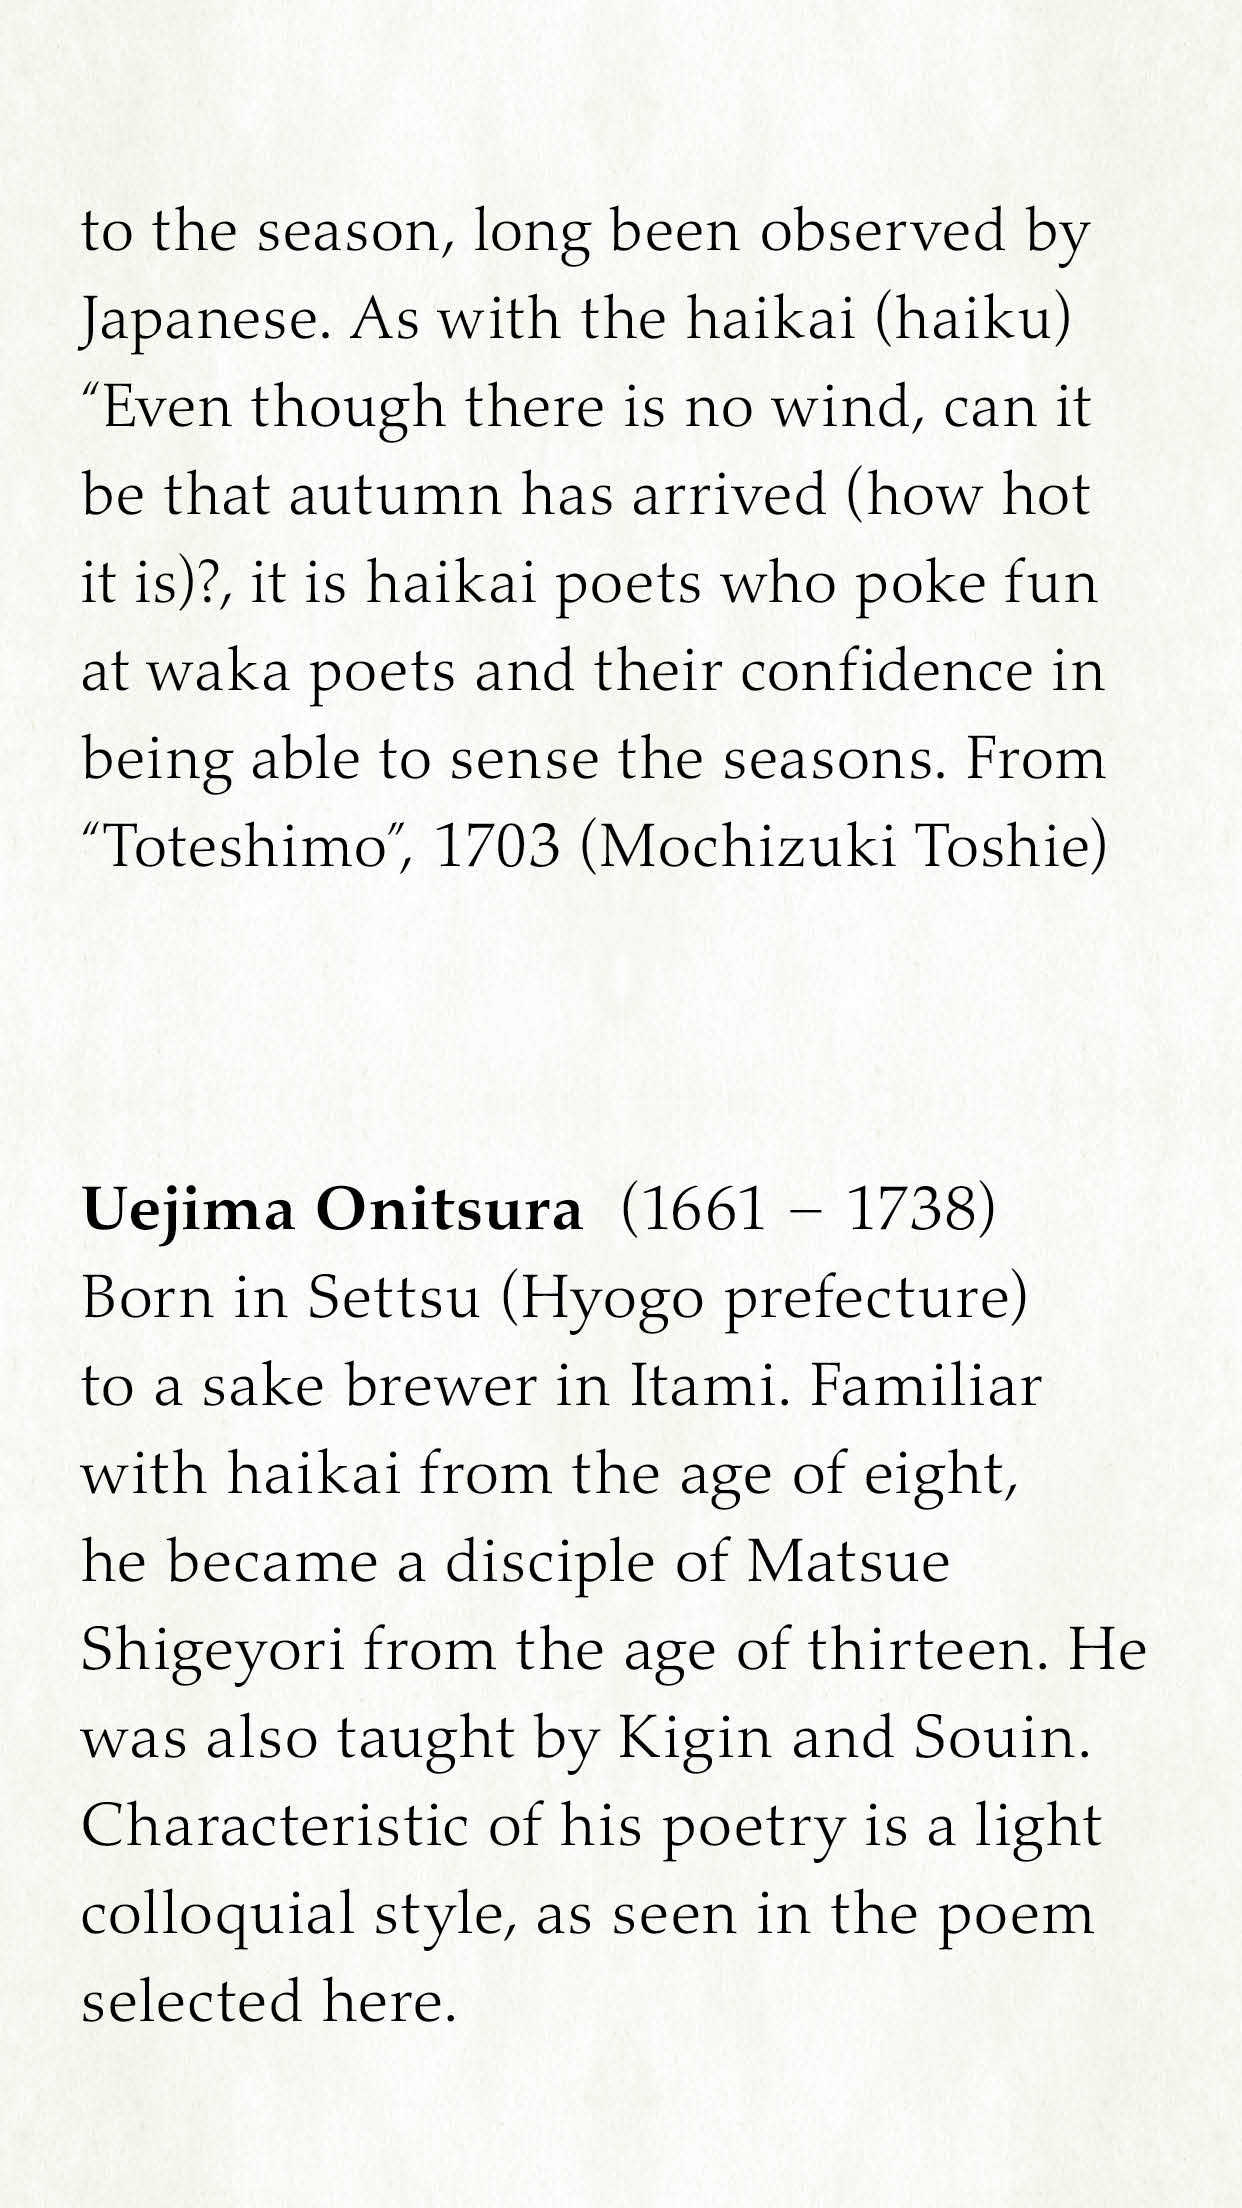 to the season, long been observed by
Japanese. As with the haikai (haiku)
“Even though there is no wind, can it
be that autumn has arrived (how hot
it is)?, it is haikai poets who poke fun
at waka poets and their confidence in
being able to sense the seasons. From
“Toteshimo”, 1703 (Mochizuki Toshie)
Uejima Onitsura (1661 – 1738)
Born in Settsu (Hyogo prefecture)
to a sake brewer in Itami. Familiar
with haikai from the age of eight,
he became a disciple of Matsue
Shigeyori from the age of thirteen. He
was also taught by Kigin and Souin.
Characteristic of his poetry is a light
colloquial style, as seen in the poem
selected here.